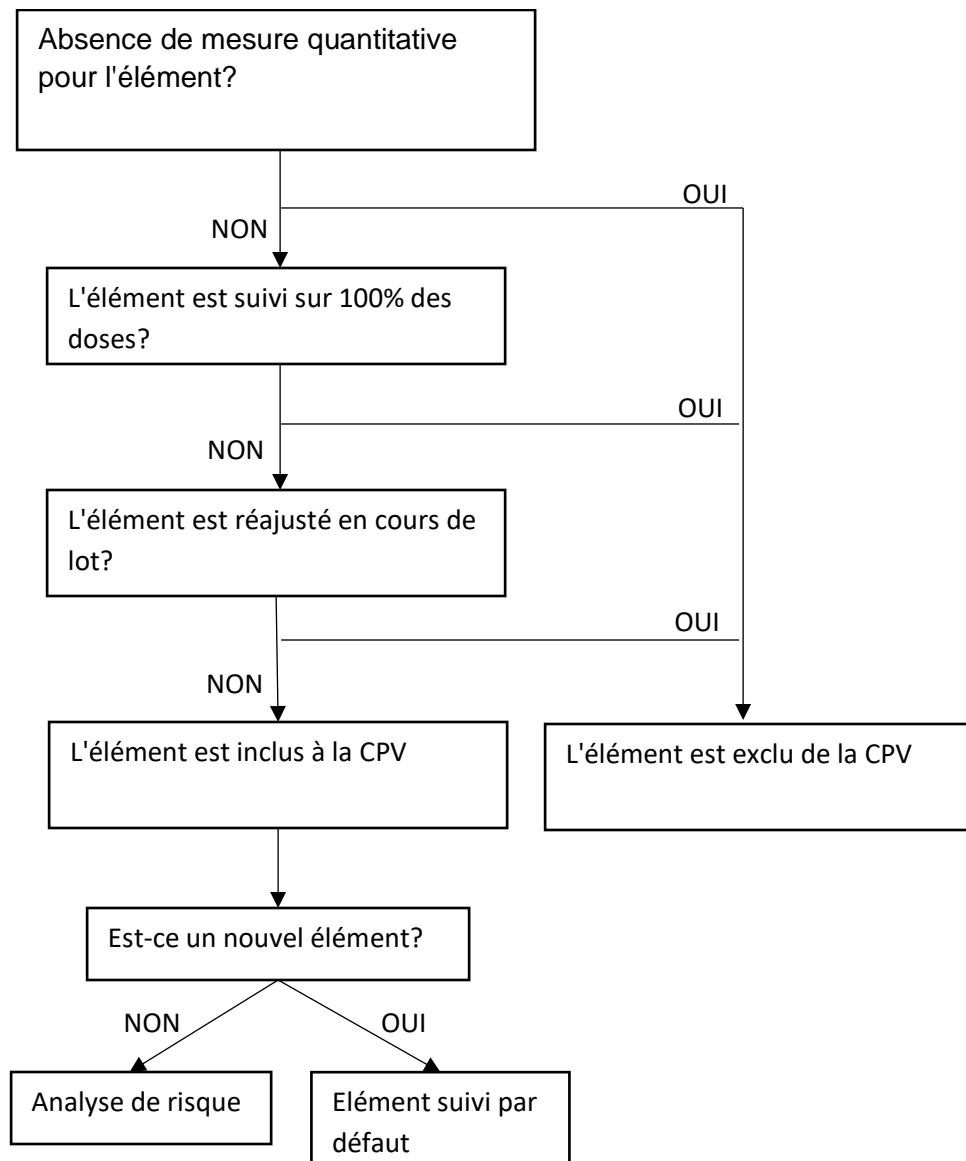 Absence de mesure quantitative
pour l'élément?
OUI
NON
L'élément est suivi sur 100% des
doses?
OUI
NON
L'élément est réajusté en cours de
lot?
OUI
NON
L'élément est inclus à la CPV
L'élément est exclu de la CPV
Est-ce un nouvel élément?
NON
OUI
Analyse de risque
Elément suivi par
défaut